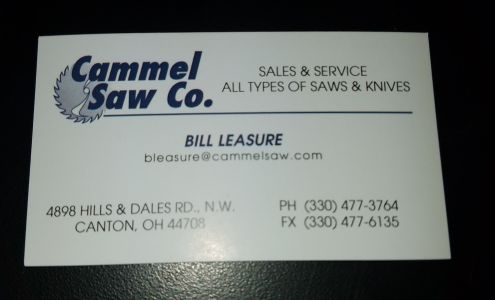 Cammel
Saw Co.
SALES & SERVICE
ALL TYPES OF SAWS & KNIVES
BILL LEASURE
bleasure@cammelsaw.com
4898 HILLS & DALES RD., N.W.
CANTON, OH 44708
PH (330) 477-3764
FX (330) 477-6135